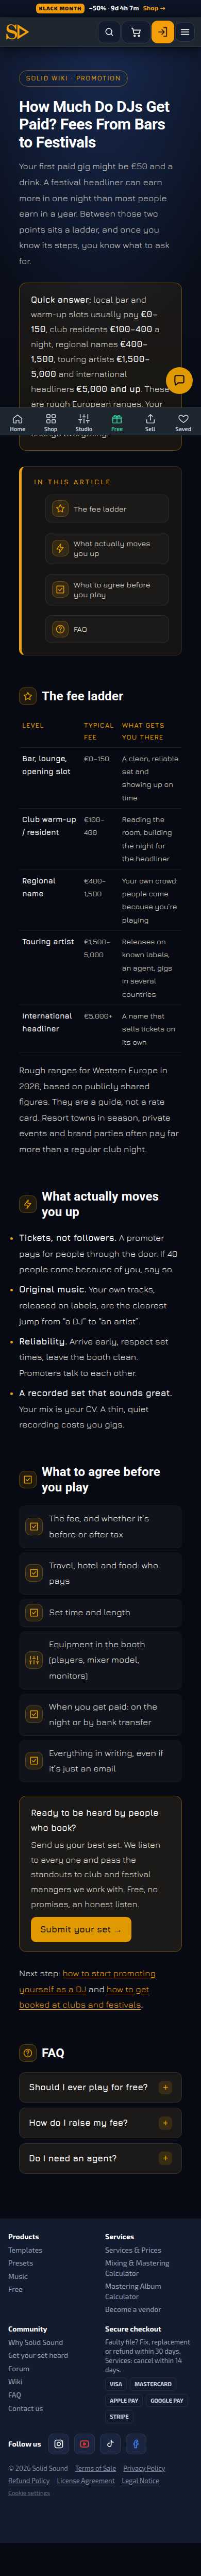 BLACK MONTH −50% · 9d 4h 7m Shop →
SOLID WIKI · PROMOTION
How Much Do DJs Get
Paid? Fees From Bars
to Festivals
Your first paid gig might be €50 and a
drink. A festival headliner can earn
more in one night than most people
earn in a year. Between those two
points sits a ladder, and once you
know its steps, you know what to ask
for.
Quick answer: local bar and
warm-up slots usually pay €0–
150, club residents €100–400 a
night, regional names €400–
1,500, touring artists €1,500–
5,000 and international
headliners €5,000 and up. These
are rough European ranges. Your
Home
Shop
Studio
Free
Sell
Saved
IN THIS ARTICLE
The fee ladder
What actually moves
you up
What to agree before
you play
FAQ
The fee ladder
LEVEL
TYPICAL
FEE
WHAT GETS
YOU THERE
Bar, lounge,
opening slot
€0–150
A clean, reliable
set and
showing up on
time
Club warm-up
/ resident
€100–
400
Reading the
room, building
the night for
the headliner
Regional
name
€400–
1,500
Your own crowd:
people come
because you're
playing
Touring artist
€1,500–
5,000
Releases on
known labels,
an agent, gigs
in several
countries
International
headliner
€5,000+
A name that
sells tickets on
its own
Rough ranges for Western Europe in
2026, based on publicly shared
figures. They are a guide, not a rate
card. Resort towns in season, private
events and brand parties often pay far
more than a regular club night.
What actually moves
you up
Tickets, not followers. A promoter
pays for people through the door. If 40
people come because of you, say so.
Original music. Your own tracks,
released on labels, are the clearest
jump from “a DJ” to “an artist”.
Reliability. Arrive early, respect set
times, leave the booth clean.
Promoters talk to each other.
A recorded set that sounds great.
Your mix is your CV. A thin, quiet
recording costs you gigs.
What to agree before
you play
The fee, and whether it's
before or after tax
Travel, hotel and food: who
pays
Set time and length
Equipment in the booth
(players, mixer model,
monitors)
When you get paid: on the
night or by bank transfer
Everything in writing, even if
it's just an email
Ready to be heard by people
who book?
Send us your best set. We listen
to every one and pass the
standouts to club and festival
managers we work with. Free, no
promises, an honest listen.
Submit your set →
Next step: how to start promoting
yourself as a DJ and how to get
booked at clubs and festivals.
FAQ
Should I ever play for free? +
How do I raise my fee? +
Do I need an agent? +
Products
Templates
Presets
Music
Free
Services
Services & Prices
Mixing & Mastering
Calculator
Mastering Album
Calculator
Become a vendor
Community
Why Solid Sound
Get your set heard
Forum
Wiki
FAQ
Contact us
Secure checkout
Faulty file? Fix, replacement
or refund within 30 days.
Services: cancel within 14
days.
VISA MASTERCARD
APPLE PAY GOOGLE PAY
STRIPE
Follow us
© 2026 Solid Sound Terms of Sale Privacy Policy
Refund Policy License Agreement Legal Notice
Cookie settings